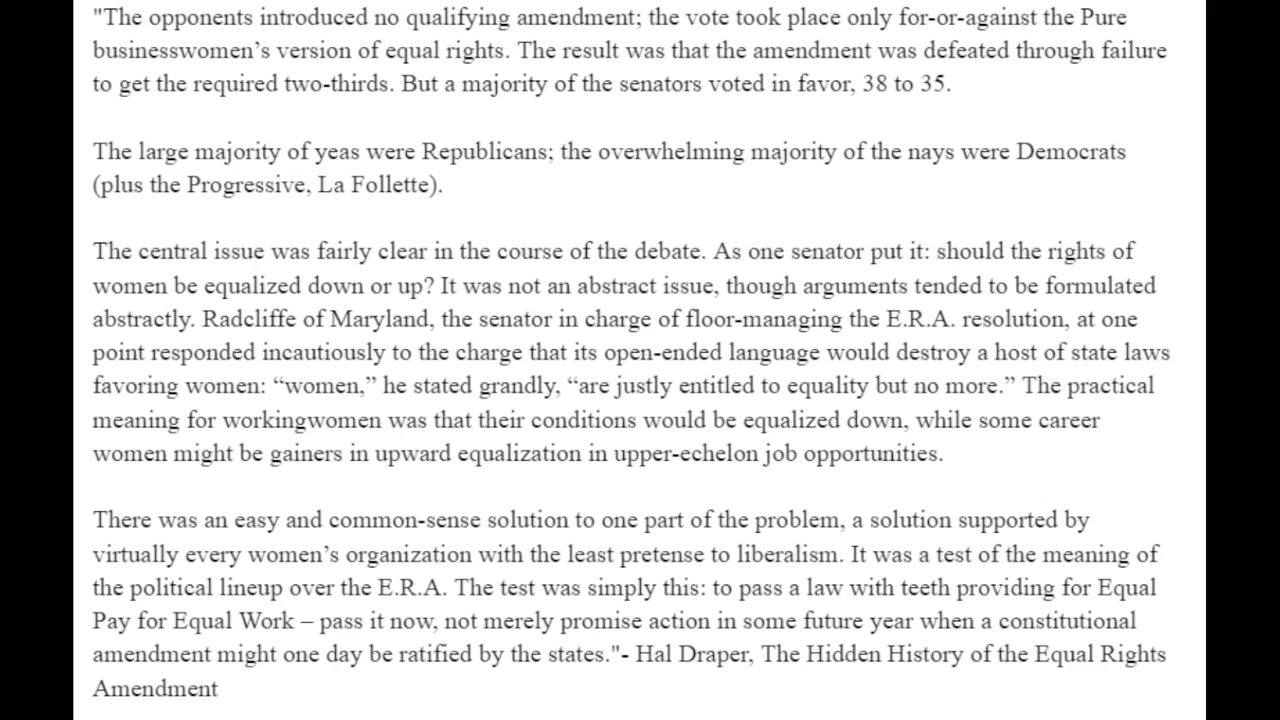 "The opponents introduced no qualifying amendment; the vote took place only for-or-against the Pure
businesswomen’s version of equal rights. The result was that the amendment was defeated through failure
to get the required two-thirds. But a majority of the senators voted in favor, 38 to 35.
The large majority of yeas were Republicans; the overwhelming majority of the nays were Democrats
(plus the Progressive, La Follette).
The central issue was fairly clear in the course of the debate. As one senator put it: should the rights of
women be equalized down or up? It was not an abstract issue, though arguments tended to be formulated
abstractly. Radcliffe of Maryland, the senator in charge of floor-managing the E.R.A. resolution, at one
point responded incautiously to the charge that its open-ended language would destroy a host of state laws
favoring women: “women,” he stated grandly, “are justly entitled to equality but no more.” The practical
meaning for workingwomen was that their conditions would be equalized down, while some career
women might be gainers in upward equalization in upper-echelon job opportunities.
There was an easy and common-sense solution to one part of the problem, a solution supported by
virtually every women’s organization with the least pretense to liberalism. It was a test of the meaning of
the political lineup over the E.R.A. The test was simply this: to pass a law with teeth providing for Equal
Pay for Equal Work – pass it now, not merely promise action in some future year when a constitutional
amendment might one day be ratified by the states."- Hal Draper, The Hidden History of the Equal Rights
Amendment